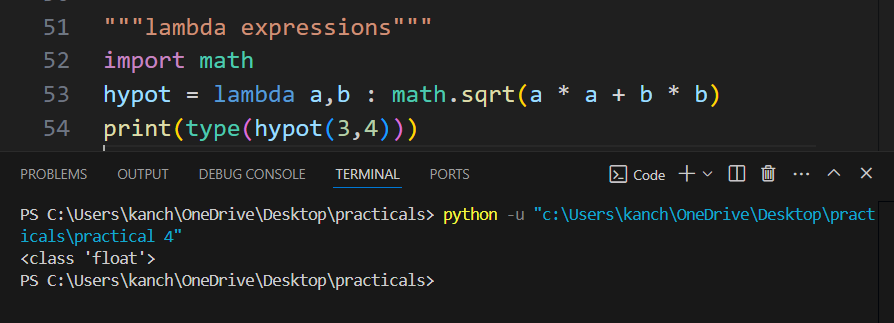 51 """lambda expressions"""
52 import math
53 hypot = lambda a,b : math.sqrt(a * a + b * b)
54 print(type(hypot(3,4)))
PROBLEMS OUTPUT DEBUG CONSOLE TERMINAL PORTS Code
PS C:\Users\kanch\OneDrive\Desktop\practicals> python -u "c:\Users\kanch\OneDrive\Desktop\pract
icals\practical 4"
<class 'float'>
PS C:\Users\kanch\OneDrive\Desktop\practicals>